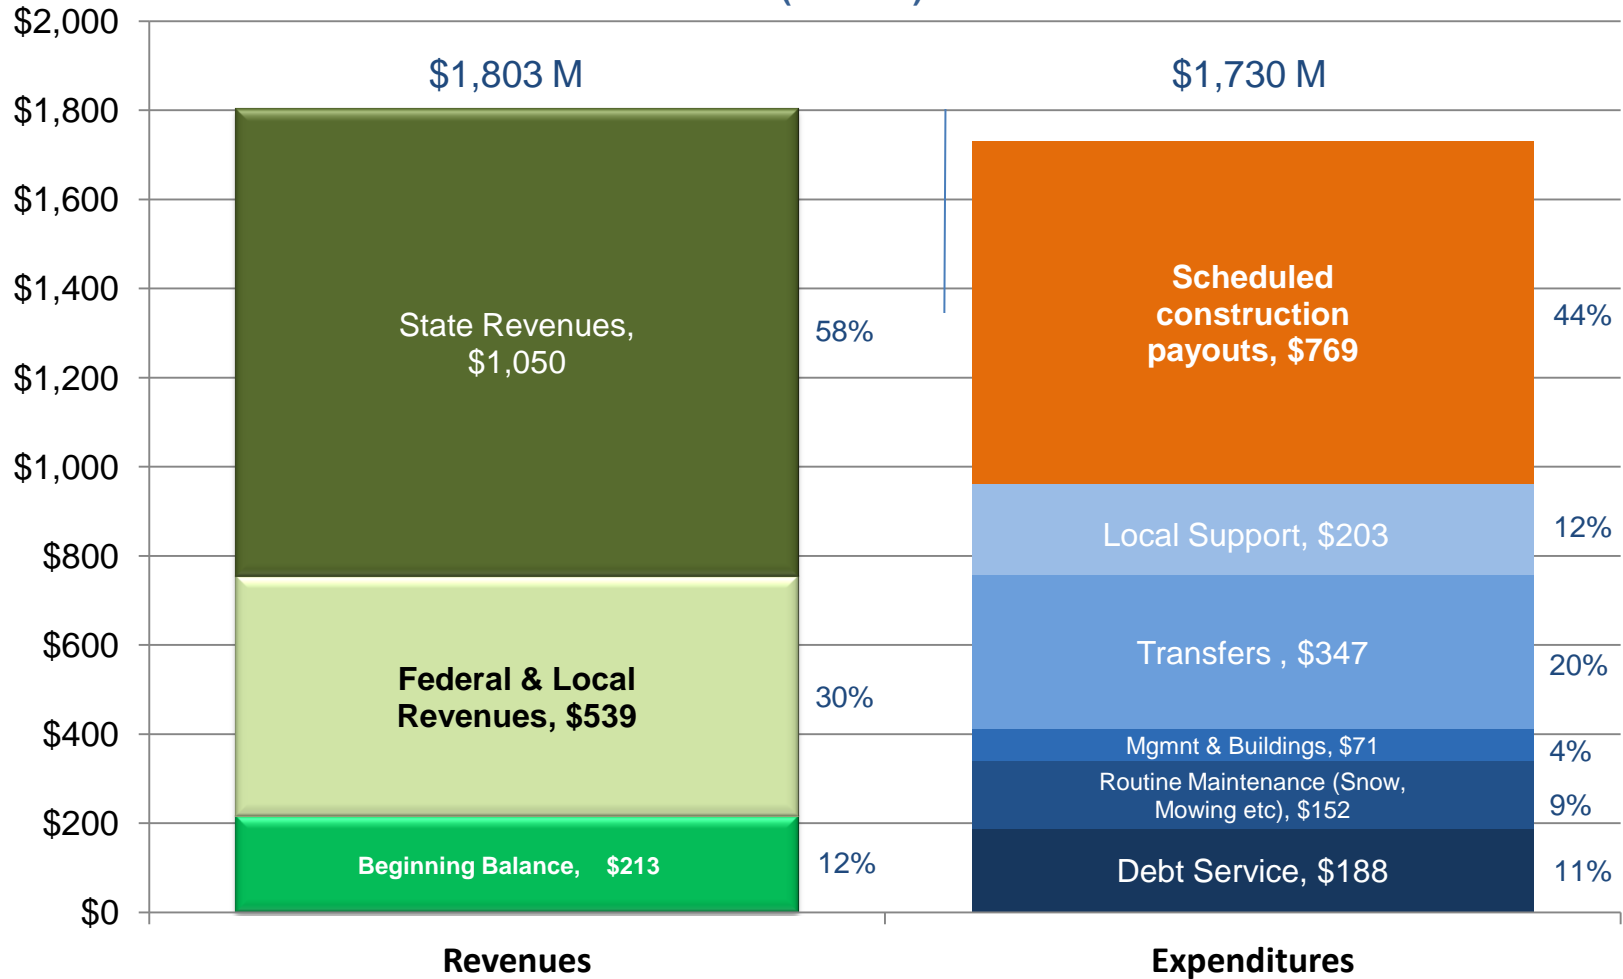 $2,000
$1,800
$1,600
$1,400
$1,200
$1,000
$800
$600
$400
$200
$0
$1,803 M
State Revenues,
$1,050
58%
Federal & Local
Revenues, $539
30%
Beginning Balance, $213
12%
Revenues
$1,730 M
Scheduled
construction
payouts, $769
44%
Local Support, $203
12%
Transfers , $347
20%
Mgmnt & Buildings, $71
4%
Routine Maintenance (Snow,
Mowing etc), $152
9%
Debt Service, $188
11%
Expenditures